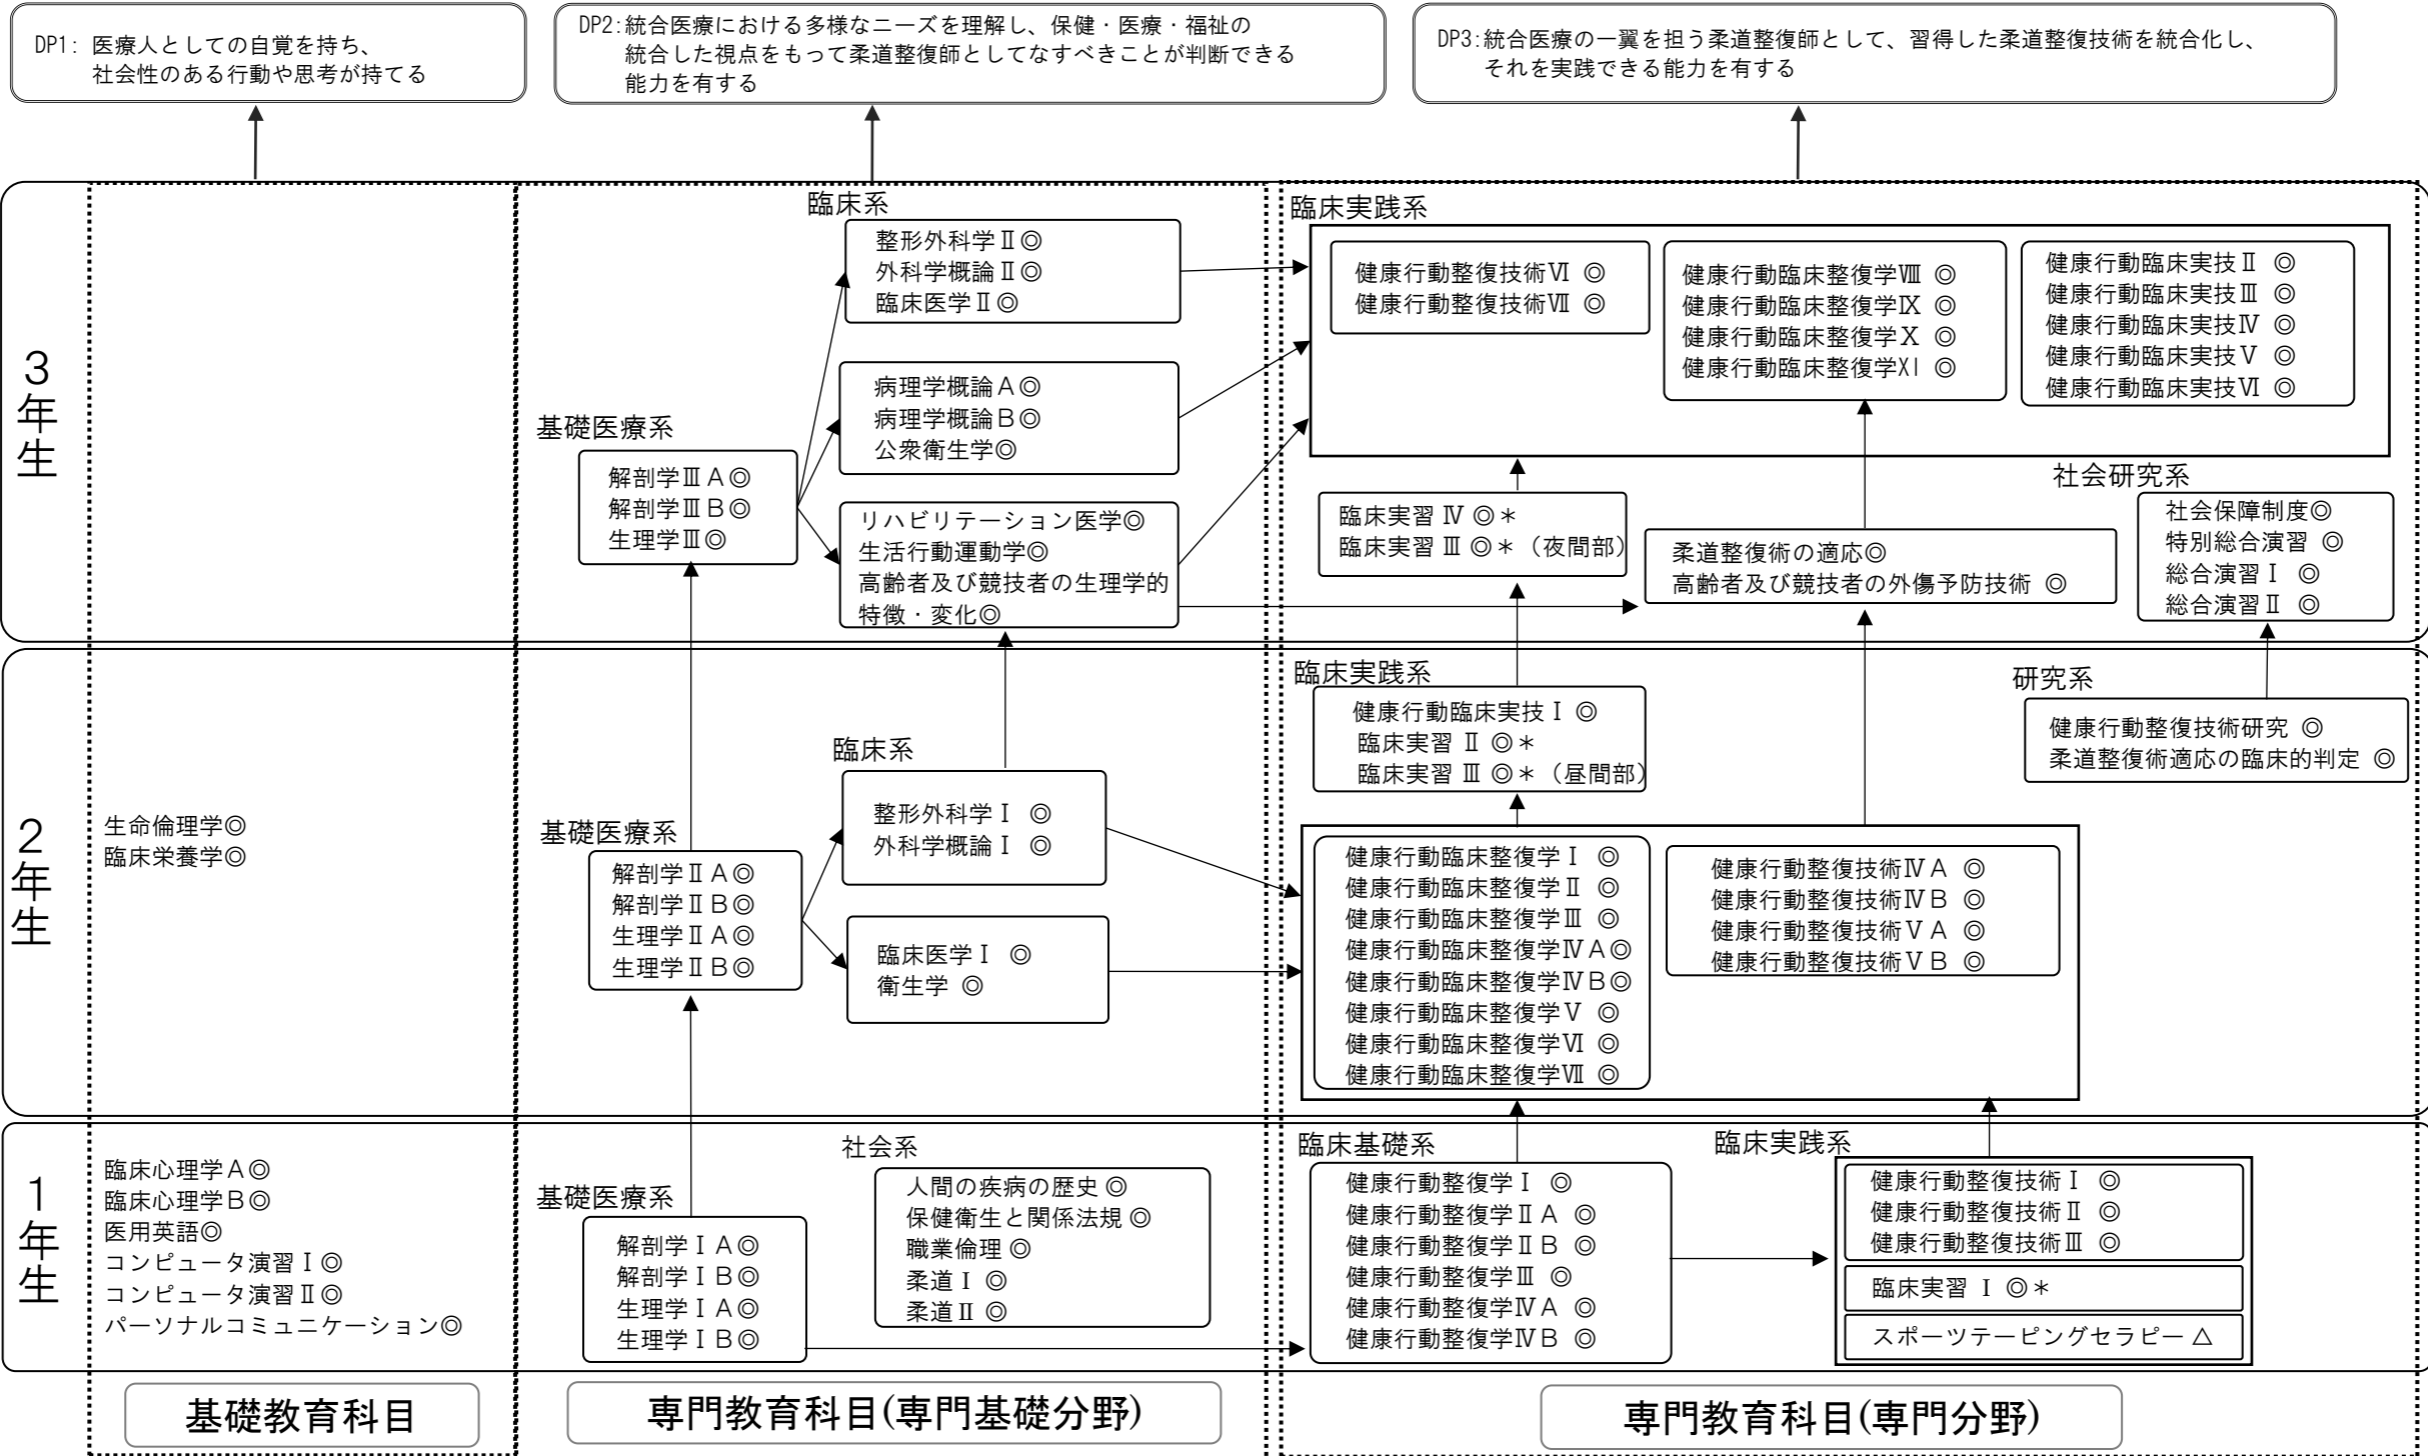 DP1: 医療人としての自覚を持ち、
社会性のある行動や思考が持てる
DP2:統合医療における多様なニーズを理解し、保健・医療・福祉の
統合した視点をもって柔道整復師としてなすべきことが判断できる
能力を有する
DP3:統合医療の一翼を担う柔道整復師として、習得した柔道整復技術を統合化し、
それを実践できる能力を有する
3年生
臨床系
整形外科学Ⅱ◎
外科学概論Ⅱ◎
臨床医学Ⅱ◎
病理学概論A◎
病理学概論B◎
公衆衛生学◎
基礎医療系
解剖学ⅢA◎
解剖学ⅢB◎
生理学Ⅲ◎
リハビリテーション医学◎
生活行動運動学◎
高齢者及び競技者の生理学的
特徴・変化◎
臨床実践系
健康行動整復技術Ⅵ ◎
健康行動整復技術Ⅶ ◎
健康行動臨床整復学Ⅷ ◎
健康行動臨床整復学Ⅸ ◎
健康行動臨床整復学Ⅹ ◎
健康行動臨床整復学XI ◎
健康行動臨床実技Ⅱ ◎
健康行動臨床実技Ⅲ ◎
健康行動臨床実技Ⅳ ◎
健康行動臨床実技Ⅴ ◎
健康行動臨床実技Ⅵ ◎
臨床実習 Ⅳ ◎＊
臨床実習 Ⅲ ◎＊（夜間部）
柔道整復術の適応◎
高齢者及び競技者の外傷予防技術 ◎
社会研究系
社会保障制度◎
特別総合演習 ◎
総合演習Ⅰ ◎
総合演習Ⅱ ◎
2年生
生命倫理学◎
臨床栄養学◎
基礎医療系
解剖学ⅡA◎
解剖学ⅡB◎
生理学ⅡA◎
生理学ⅡB◎
臨床系
整形外科学Ⅰ ◎
外科学概論Ⅰ ◎
臨床医学Ⅰ ◎
衛生学 ◎
臨床実践系
健康行動臨床実技Ⅰ ◎
臨床実習 Ⅱ ◎＊
臨床実習 Ⅲ ◎＊（昼間部）
研究系
健康行動整復技術研究 ◎
柔道整復術適応の臨床的判定 ◎
健康行動臨床整復学Ⅰ ◎
健康行動臨床整復学Ⅱ ◎
健康行動臨床整復学Ⅲ ◎
健康行動臨床整復学ⅣA◎
健康行動臨床整復学ⅣB◎
健康行動臨床整復学Ⅴ ◎
健康行動臨床整復学Ⅵ ◎
健康行動臨床整復学Ⅶ ◎
健康行動整復技術ⅣA ◎
健康行動整復技術ⅣB ◎
健康行動整復技術ⅤA ◎
健康行動整復技術ⅤB ◎
1年生
臨床心理学A◎
臨床心理学B◎
医用英語◎
コンピュータ演習Ⅰ◎
コンピュータ演習Ⅱ◎
パーソナルコミュニケーション◎
基礎医療系
解剖学ⅠA◎
解剖学ⅠB◎
生理学ⅠA◎
生理学ⅠB◎
社会系
人間の疾病の歴史 ◎
保健衛生と関係法規 ◎
職業倫理 ◎
柔道Ⅰ ◎
柔道Ⅱ ◎
臨床基礎系
健康行動整復学Ⅰ ◎
健康行動整復学ⅡA ◎
健康行動整復学ⅡB ◎
健康行動整復学Ⅲ ◎
健康行動整復学ⅣA ◎
健康行動整復学ⅣB ◎
臨床実践系
健康行動整復技術Ⅰ ◎
健康行動整復技術Ⅱ ◎
健康行動整復技術Ⅲ ◎
臨床実習 Ⅰ ◎＊
スポーツテーピングセラピー △
基礎教育科目
専門教育科目(専門基礎分野)
専門教育科目(専門分野)